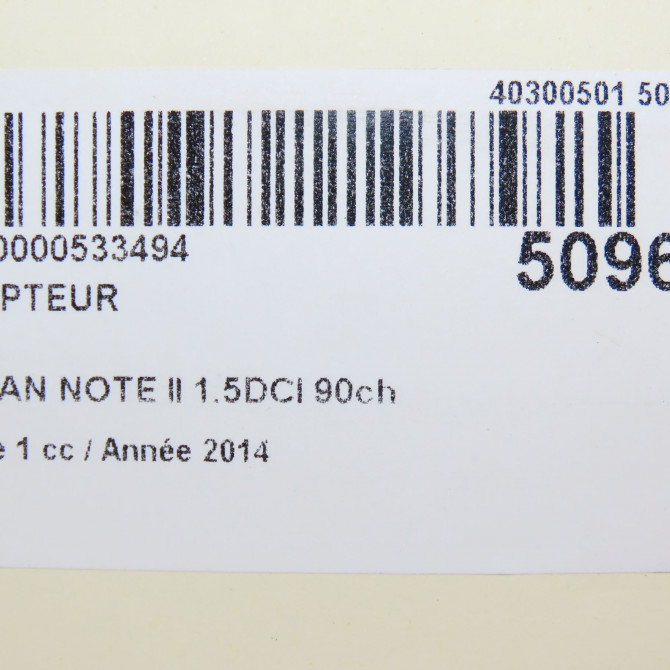 40300501 50
0000533494
5096
PTEUR
AN NOTE II 1.5DCI 90ch
e 1 cc / Année 2014